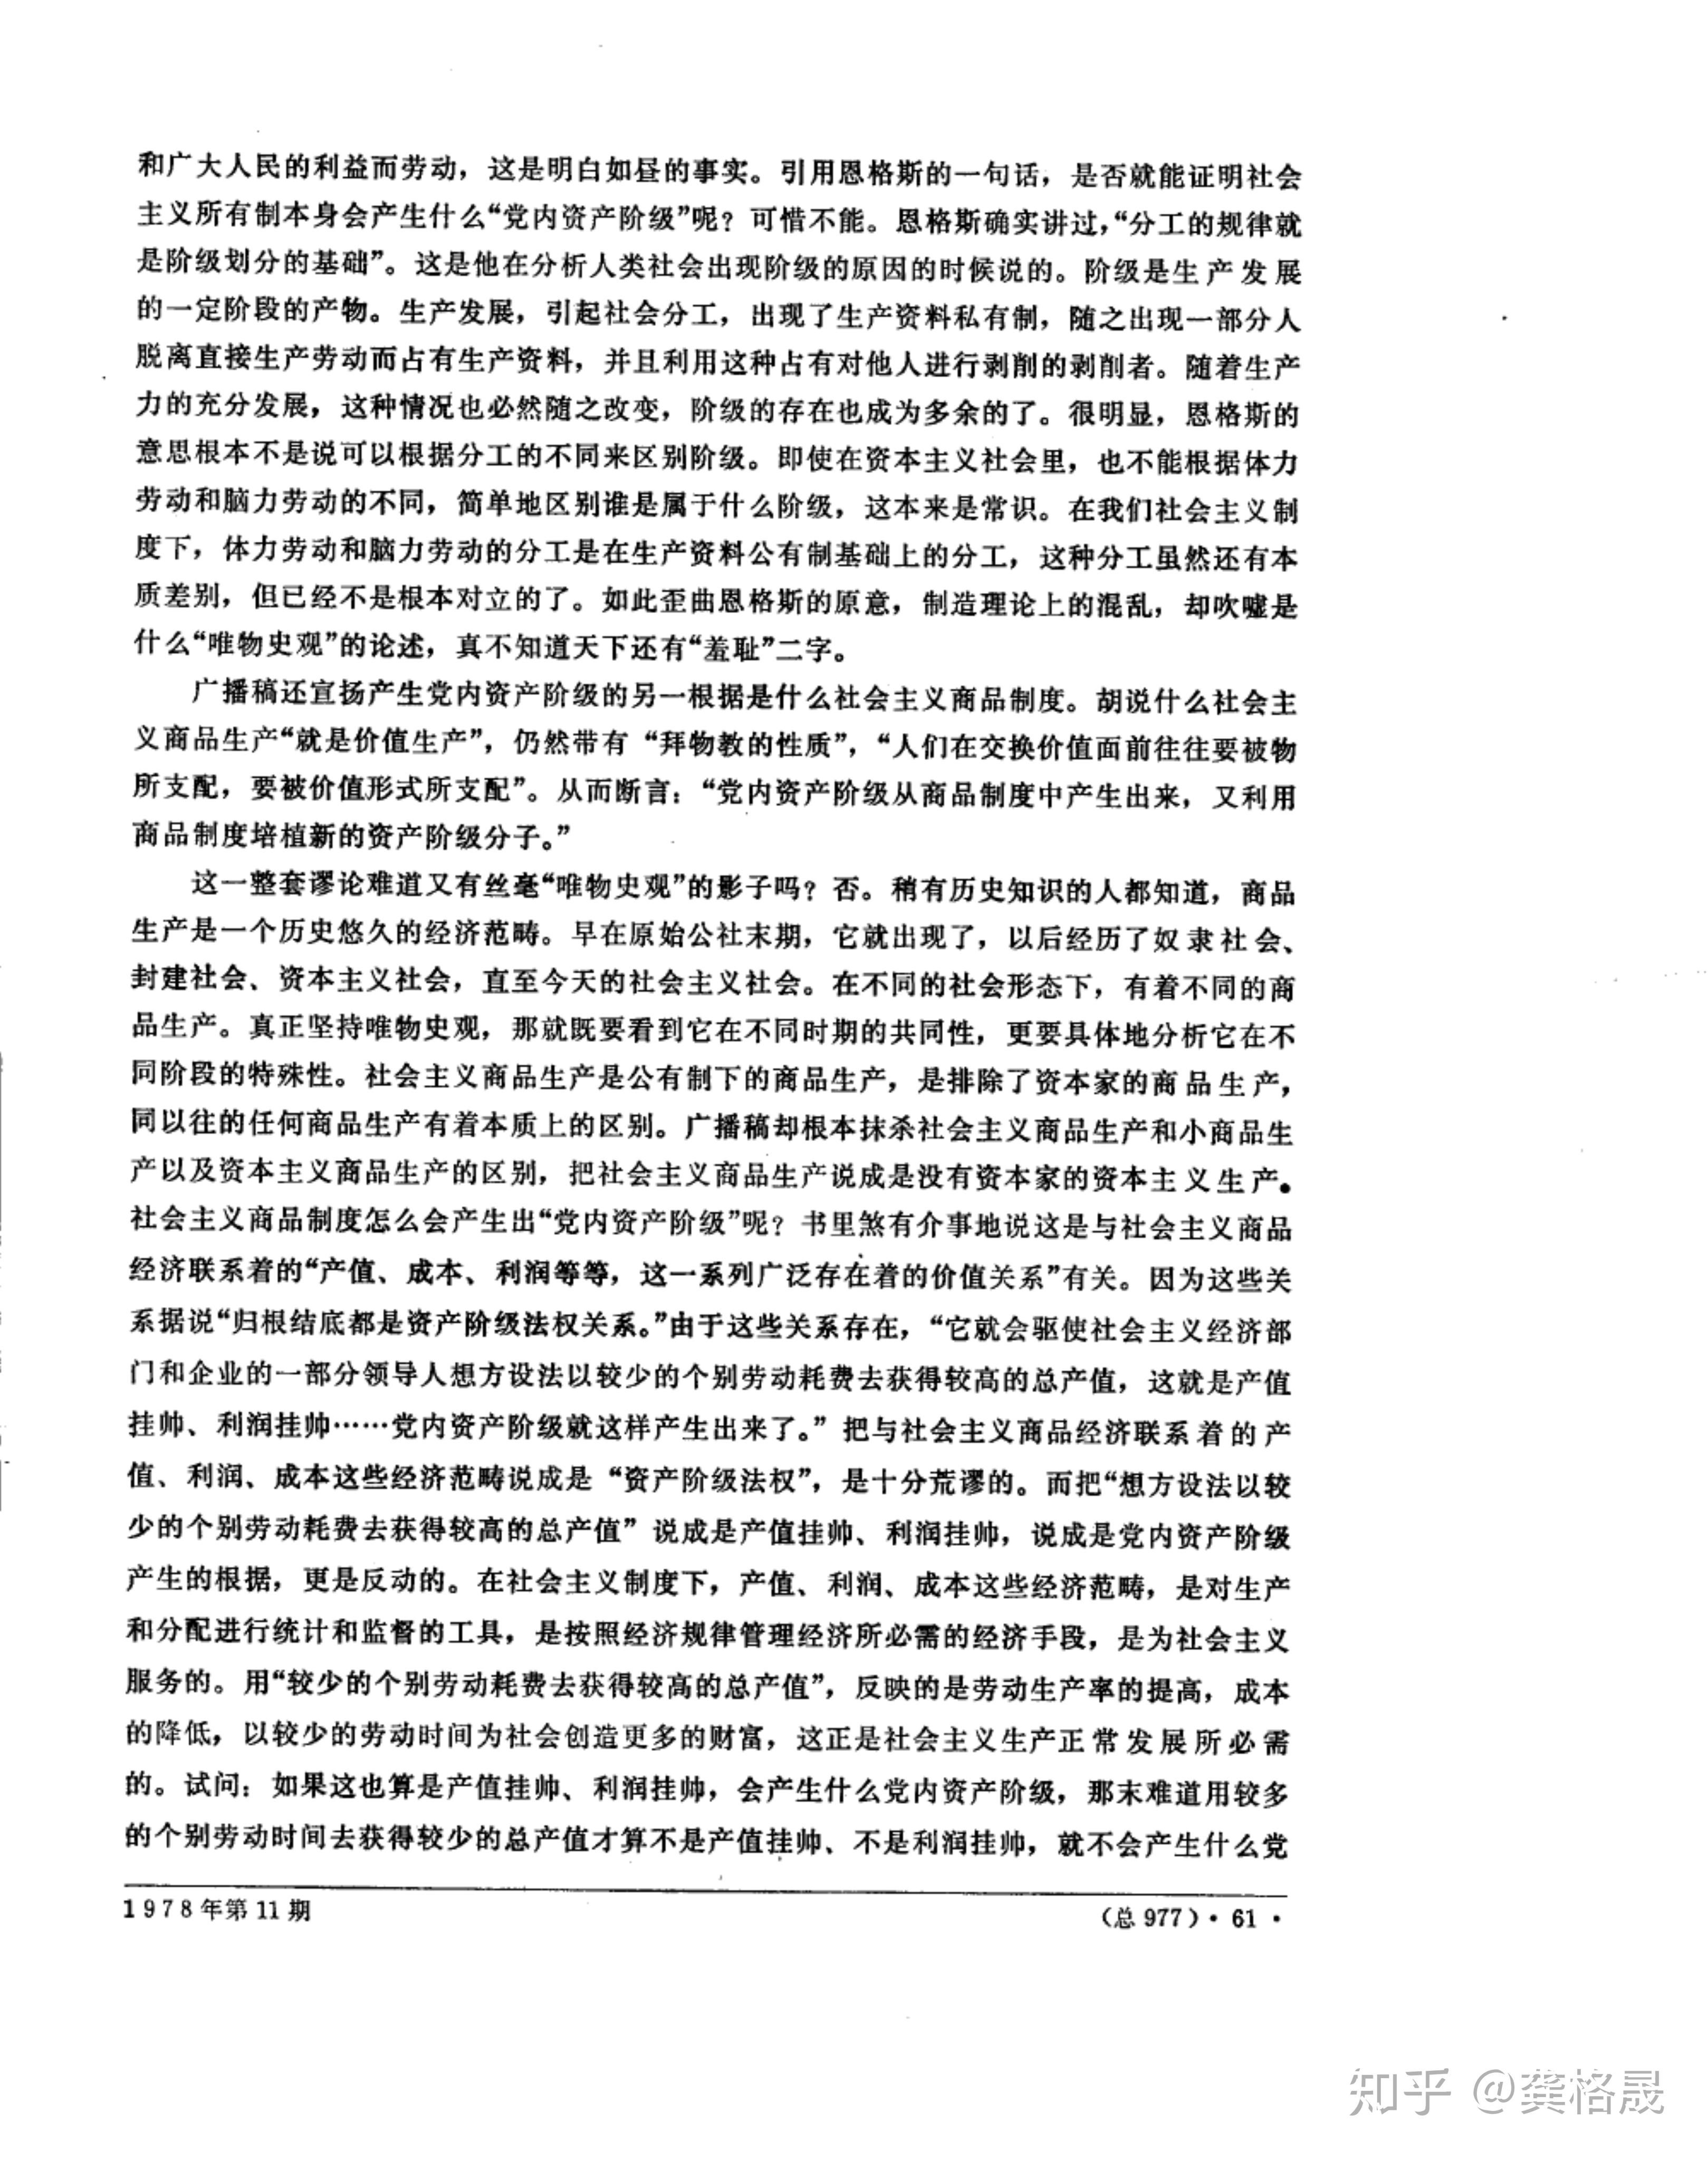 和广大人民的利益而劳动，这是明白如昼的事实。引用恩格斯的一句话，是否就能证明社会
主义所有制本身会产生什么“党内资产阶级”呢？可惜不能。恩格斯确实讲过，“分工的规律就
是阶级划分的基础”。这是他在分析人类社会出现阶级的原因的时候说的。阶级是生产发展
的一定阶段的产物。生产发展，引起社会分工，出现了生产资料私有制，随之出现一部分人
脱离直接生产劳动而占有生产资料，并且利用这种占有对他人进行剥削的剥削者。随着生产
力的充分发展，这种情况也必然随之改变，阶级的存在也成为多余的了。很明显，恩格斯的
意思根本不是说可以根据分工的不同来区别阶级。即使在资本主义社会里，也不能根据体力
劳动和脑力劳动的不同，简单地区别谁是属于什么阶级，这本来是常识。在我们社会主义制
度下，体力劳动和脑力劳动的分工是在生产资料公有制基础上的分工，这种分工虽然还有本
质差别，但已经不是根本对立的了。如此歪曲恩格斯的原意，制造理论上的混乱，却吹嘘是
什么“唯物史观”的论述，真不知道天下还有“羞耻”二字。
广播稿还宣扬产生党内资产阶级的另一根据是什么社会主义商品制度。胡说什么社会主
义商品生产“就是价值生产”，仍然带有“拜物教的性质”，“人们在交换价值面前往往要被物
所支配，要被价值形式所支配”。从而断言：“党内资产阶级从商品制度中产生出来，又利用
商品制度培植新的资产阶级分子。”
这一整套谬论难道又有丝毫“唯物史观”的影子吗？否。稍有历史知识的人都知道，商品
生产是一个历史悠久的经济范畴。早在原始公社末期，它就出现了，以后经历了奴隶社会、
封建社会、资本主义社会，直至今天的社会主义社会。在不同的社会形态下，有着不同的商
品生产。真正坚持唯物史观，那就既要看到它在不同时期的共同性，更要具体地分析它在不
同阶段的特殊性。社会主义商品生产是公有制下的商品生产，是排除了资本家的商品生产，
同以往的任何商品生产有着本质上的区别。广播稿却根本抹杀社会主义商品生产和小商品生
产以及资本主义商品生产的区别，把社会主义商品生产说成是没有资本家的资本主义生产。
社会主义商品制度怎么会产生出“党内资产阶级”呢？书里煞有介事地说这是与社会主义商品
经济联系着的“产值、成本、利润等等，这一系列广泛存在着的价值关系”有关。因为这些关
系据说“归根结底都是资产阶级法权关系。”由于这些关系存在，“它就会驱使社会主义经济部
门和企业的一部分领导人想方设法以较少的个别劳动耗费去获得较高的总产值，这就是产值
挂帅、利润挂帅……党内资产阶级就这样产生出来了。”把与社会主义商品经济联系着的产
值、利润、成本这些经济范畴说成是“资产阶级法权”，是十分荒谬的。而把“想方设法以较
少的个别劳动耗费去获得较高的总产值”说成是产值挂帅、利润挂帅，说成是党内资产阶级
产生的根据，更是反动的。在社会主义制度下，产值、利润、成本这些经济范畴，是对生产
和分配进行统计和监督的工具，是按照经济规律管理经济所必需的经济手段，是为社会主义
服务的。用“较少的个别劳动耗费去获得较高的总产值”，反映的是劳动生产率的提高，成本
的降低，以较少的劳动时间为社会创造更多的财富，这正是社会主义生产正常发展所必需
的。试问：如果这也算是产值挂帅、利润挂帅，会产生什么党内资产阶级，那末难道用较多
的个别劳动时间去获得较少的总产值才算不是产值挂帅、不是利润挂帅，就不会产生什么党
1978年第11期
（总977）· 61 ·
知乎 @龚格晟